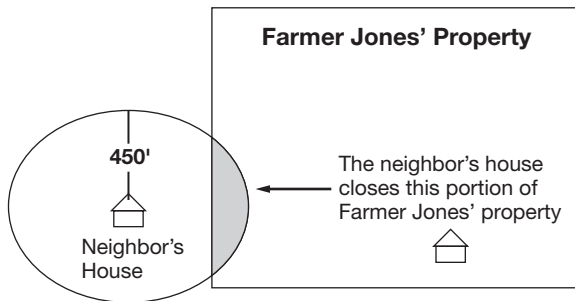 Farmer Jones’ Property
450'
The neighbor’s house
closes this portion of
Farmer Jones’ property
Neighbor’s
House